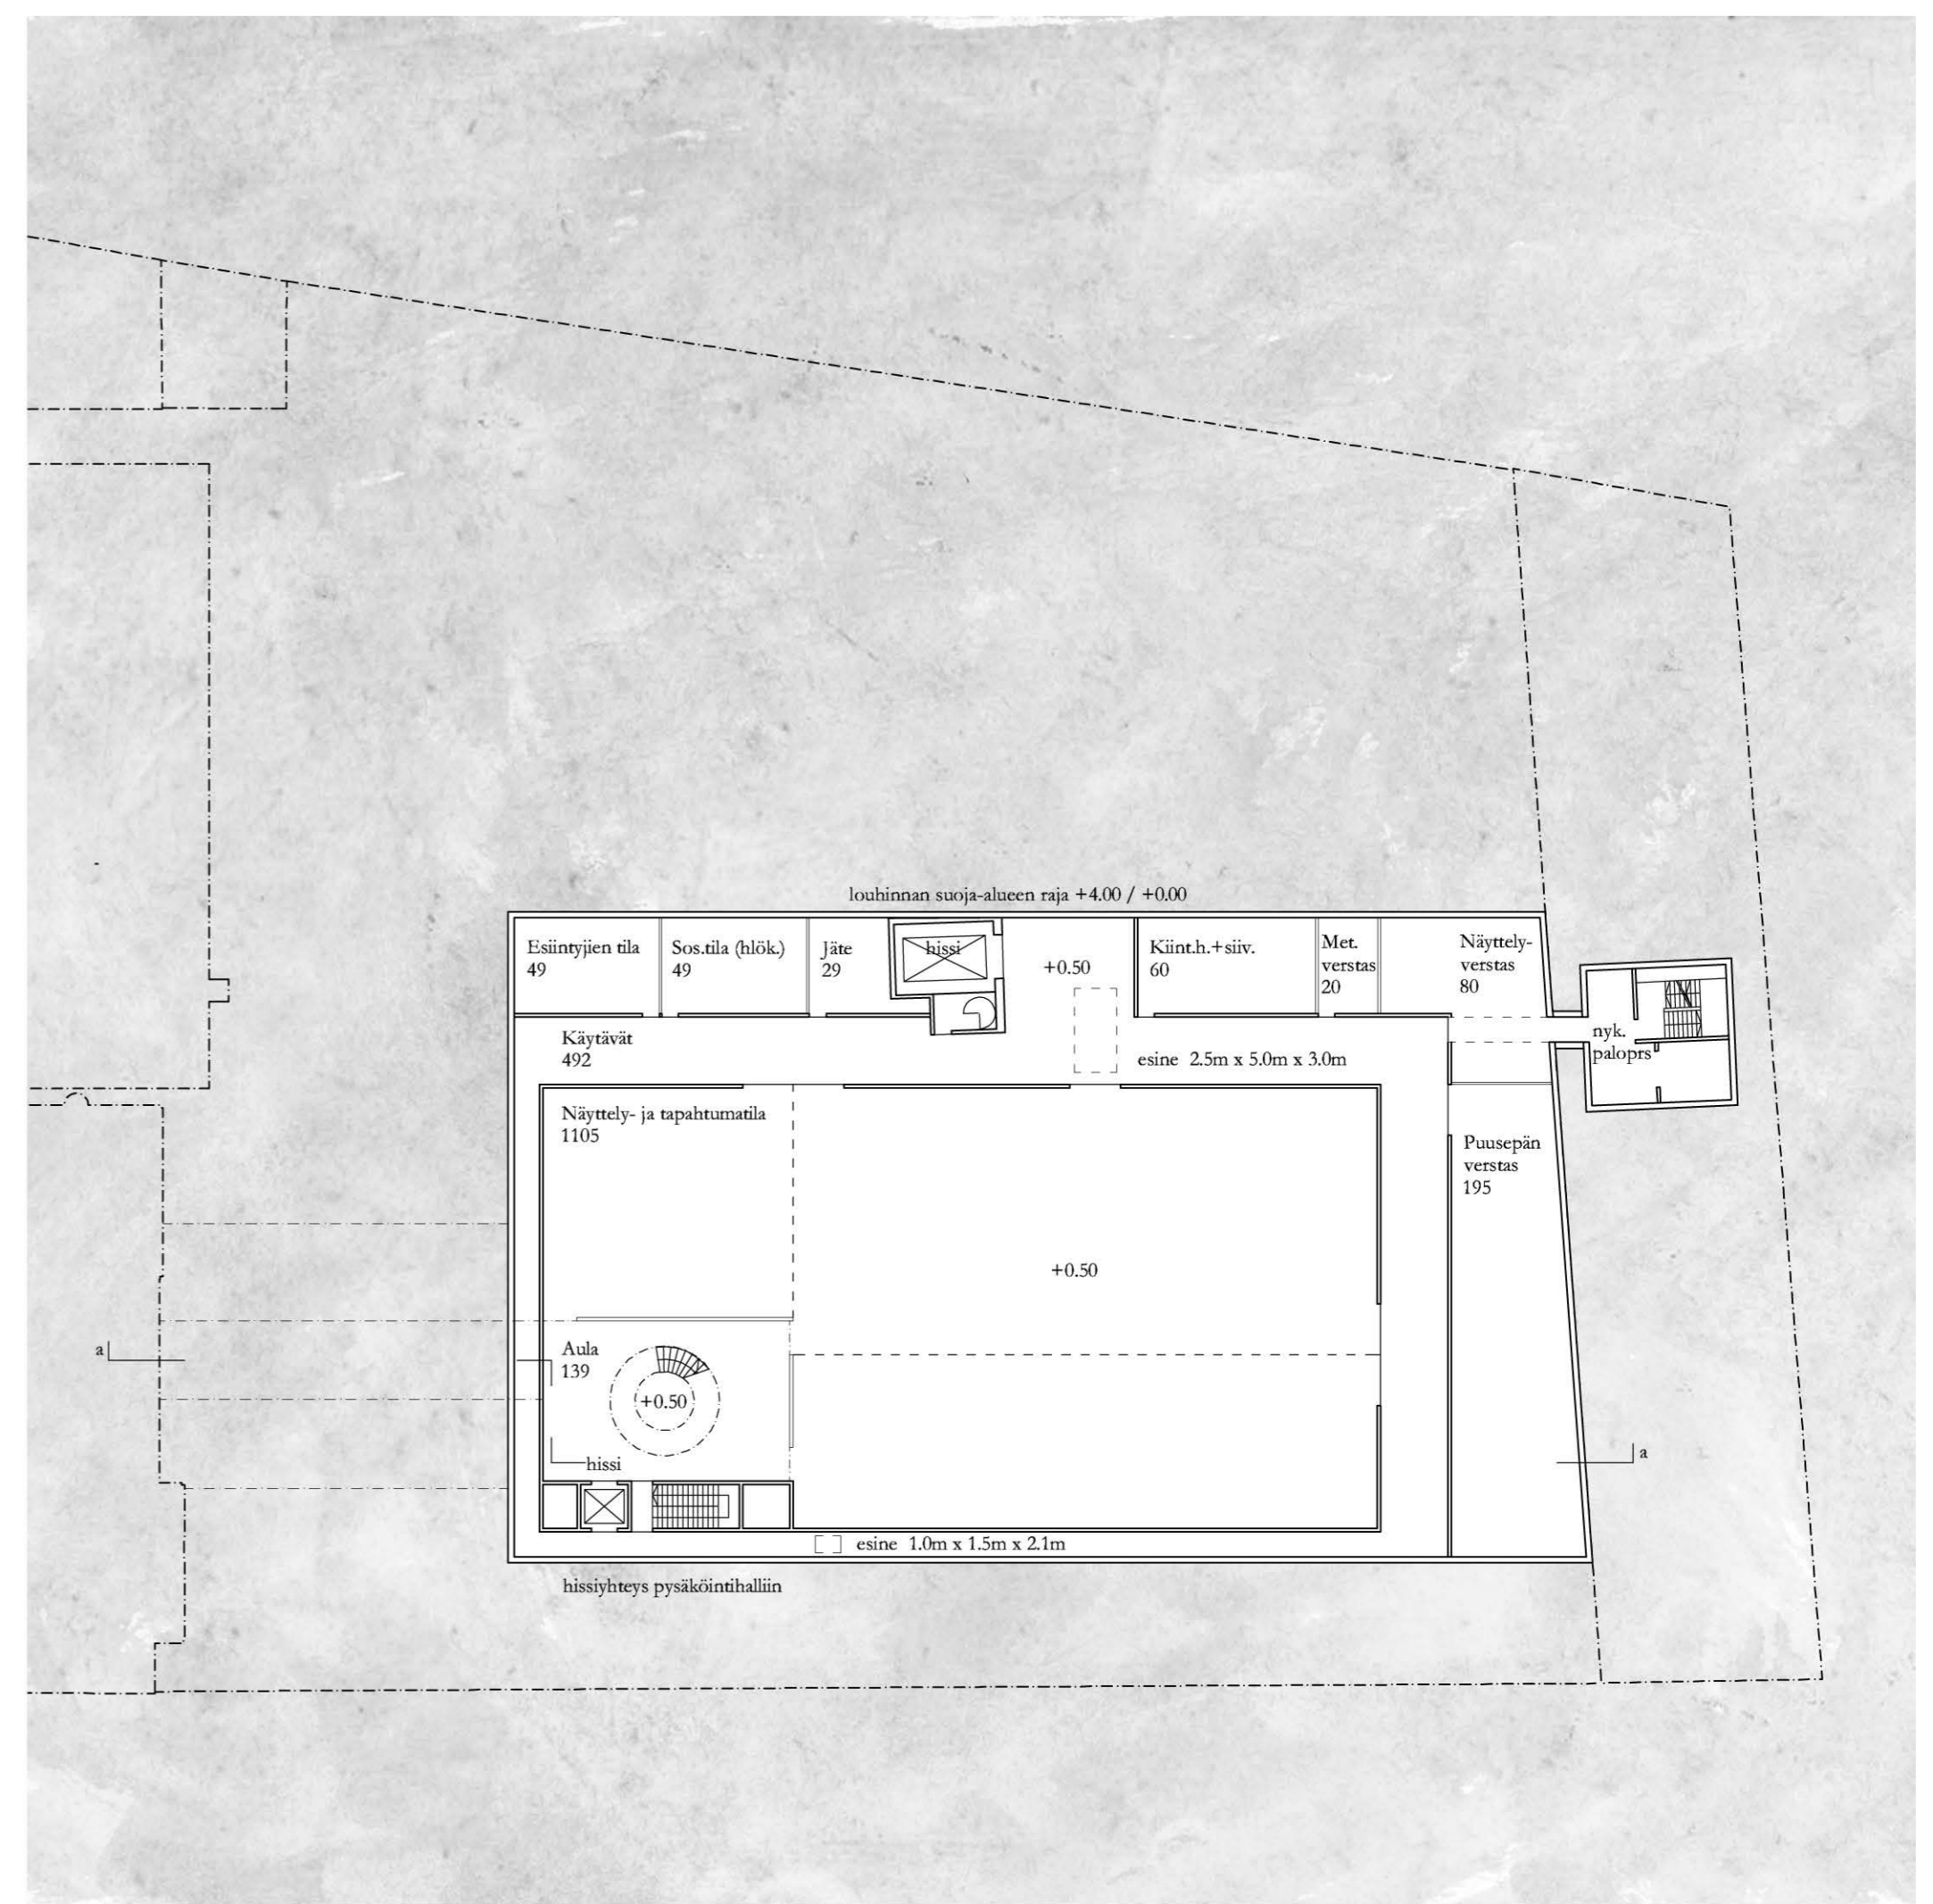 louhinnan suoja-alueen raja +4.00 / +0.00
Esiintyjien tila
49
Sos.tila (hlök.)
49
Jäte
29
hissi
+0.50
Kiint.h.+siiv.
60
Met.
verstas
20
Näyttely-
verstas
80
nyk.
paloprs
Käytävät
492
esine 2.5m x 5.0m x 3.0m
Näyttely- ja tapahtumatila
1105
Puusepän
verstas
195
+0.50
a
Aula
139
+0.50
hissi
a
esine 1.0m x 1.5m x 2.1m
hissiyhteys pysäköintihalliin